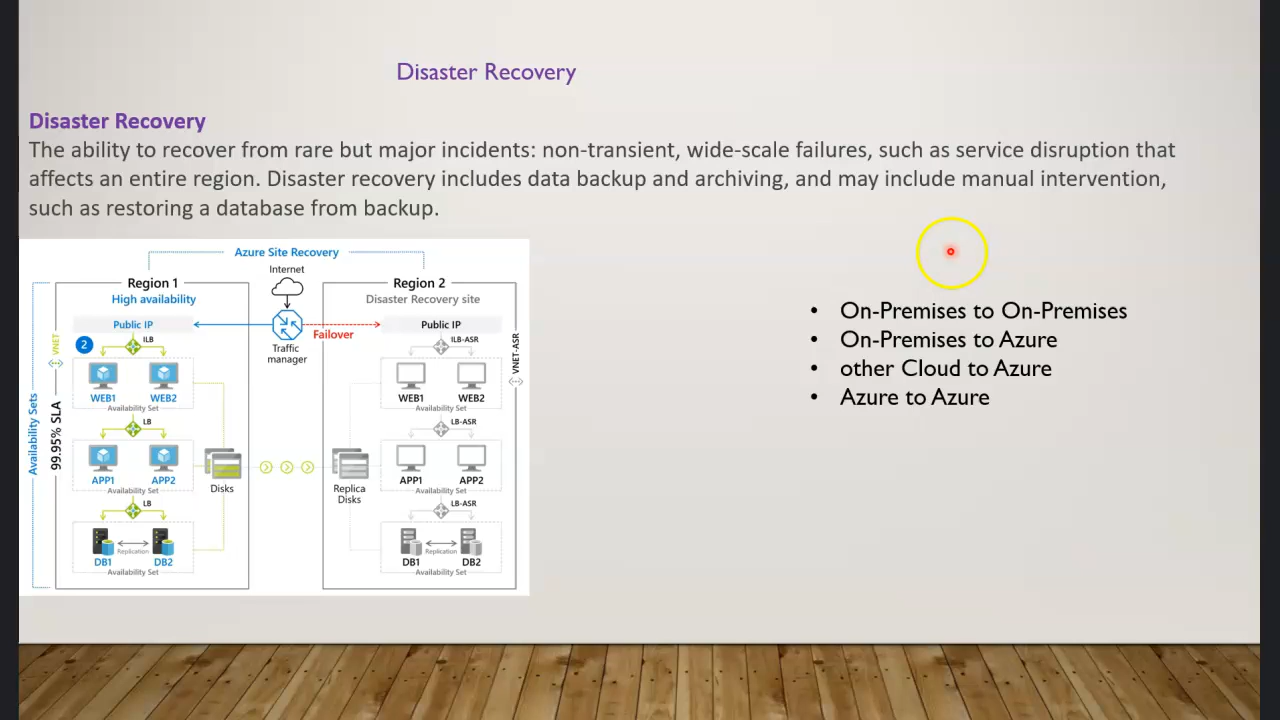 Disaster Recovery
Disaster Recovery
The ability to recover from rare but major incidents: non-transient, wide-scale failures, such as service disruption that
affects an entire region. Disaster recovery includes data backup and archiving, and may include manual intervention,
such as restoring a database from backup.
Azure Site Recovery
Region 1
High availability
Internet
Region 2
Disaster Recovery site
Public IP
Failover
Public IP
Traffic
manager
2
ILB
ILB-ASR
VNET
VNET-ASR
WEB1
WEB2
Availability Set
WEB1
WEB2
Availability Set
LB
LB-ASR
Availability Sets
99.95% SLA
APP1
APP2
Availability Set
Disks
Replica
Disks
APP1
APP2
Availability Set
LB
LB-ASR
Replication
DB1
DB2
Availability Set
Replication
DB1
DB2
Availability Set
• On-Premises to On-Premises
• On-Premises to Azure
• other Cloud to Azure
• Azure to Azure